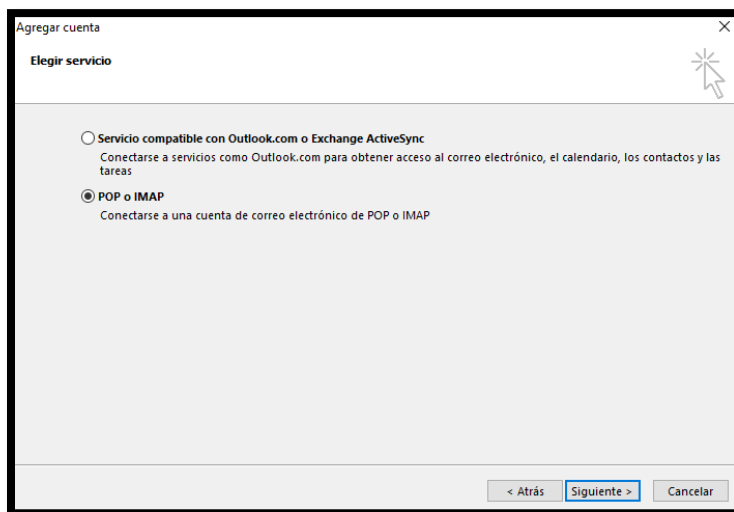 Agregar cuenta
Elegir servicio
Servicio compatible con Outlook.com o Exchange ActiveSync
Conectarse a servicios como Outlook.com para obtener acceso al correo electrónico, el calendario, los contactos y las
tareas
POP o IMAP
Conectarse a una cuenta de correo electrónico de POP o IMAP
< Atrás Siguiente > Cancelar